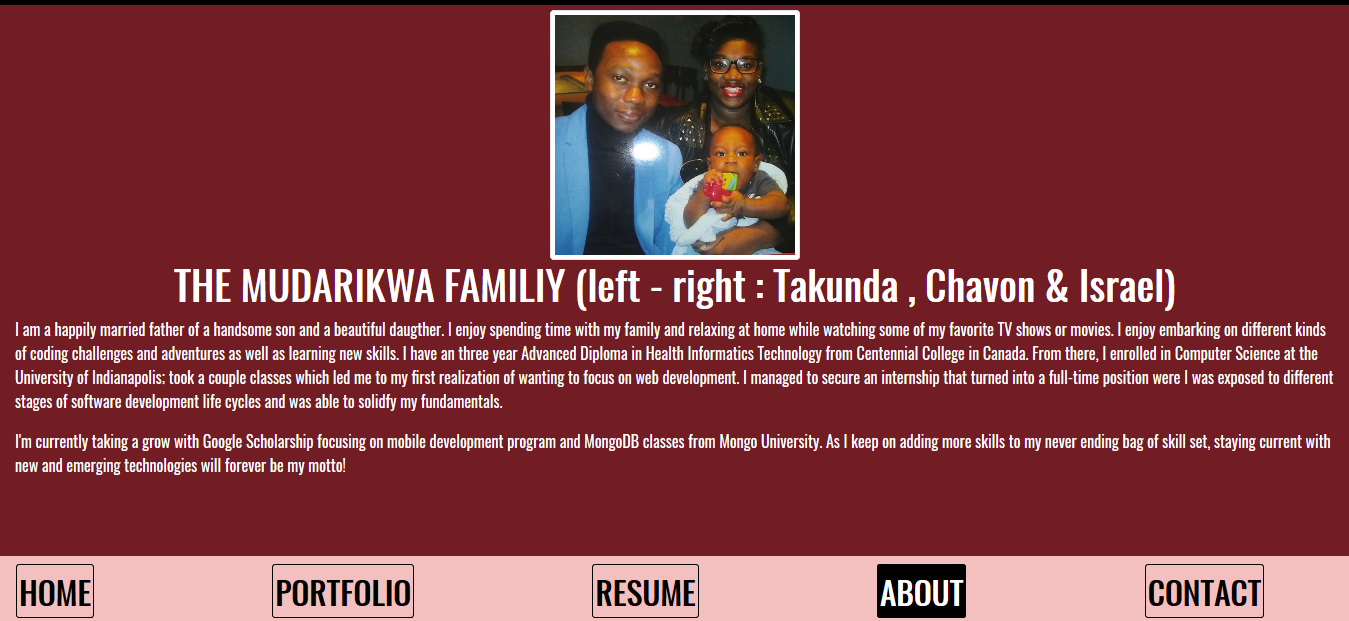 THE MUDARIKWA FAMILIY (left - right : Takunda , Chavon & Israel)
I am a happily married father of a handsome son and a beautiful daugther. I enjoy spending time with my family and relaxing at home while watching some of my favorite TV shows or movies. I enjoy embarking on different kinds
of coding challenges and adventures as well as learning new skills. I have an three year Advanced Diploma in Health Informatics Technology from Centennial College in Canada. From there, I enrolled in Computer Science at the
University of Indianapolis; took a couple classes which led me to my first realization of wanting to focus on web development. I managed to secure an internship that turned into a full-time position were I was exposed to different
stages of software development life cycles and was able to solidfy my fundamentals.
I'm currently taking a grow with Google Scholarship focusing on mobile development program and MongoDB classes from Mongo University. As I keep on adding more skills to my never ending bag of skill set, staying current with
new and emerging technologies will forever be my motto!
HOME PORTFOLIO RESUME ABOUT CONTACT